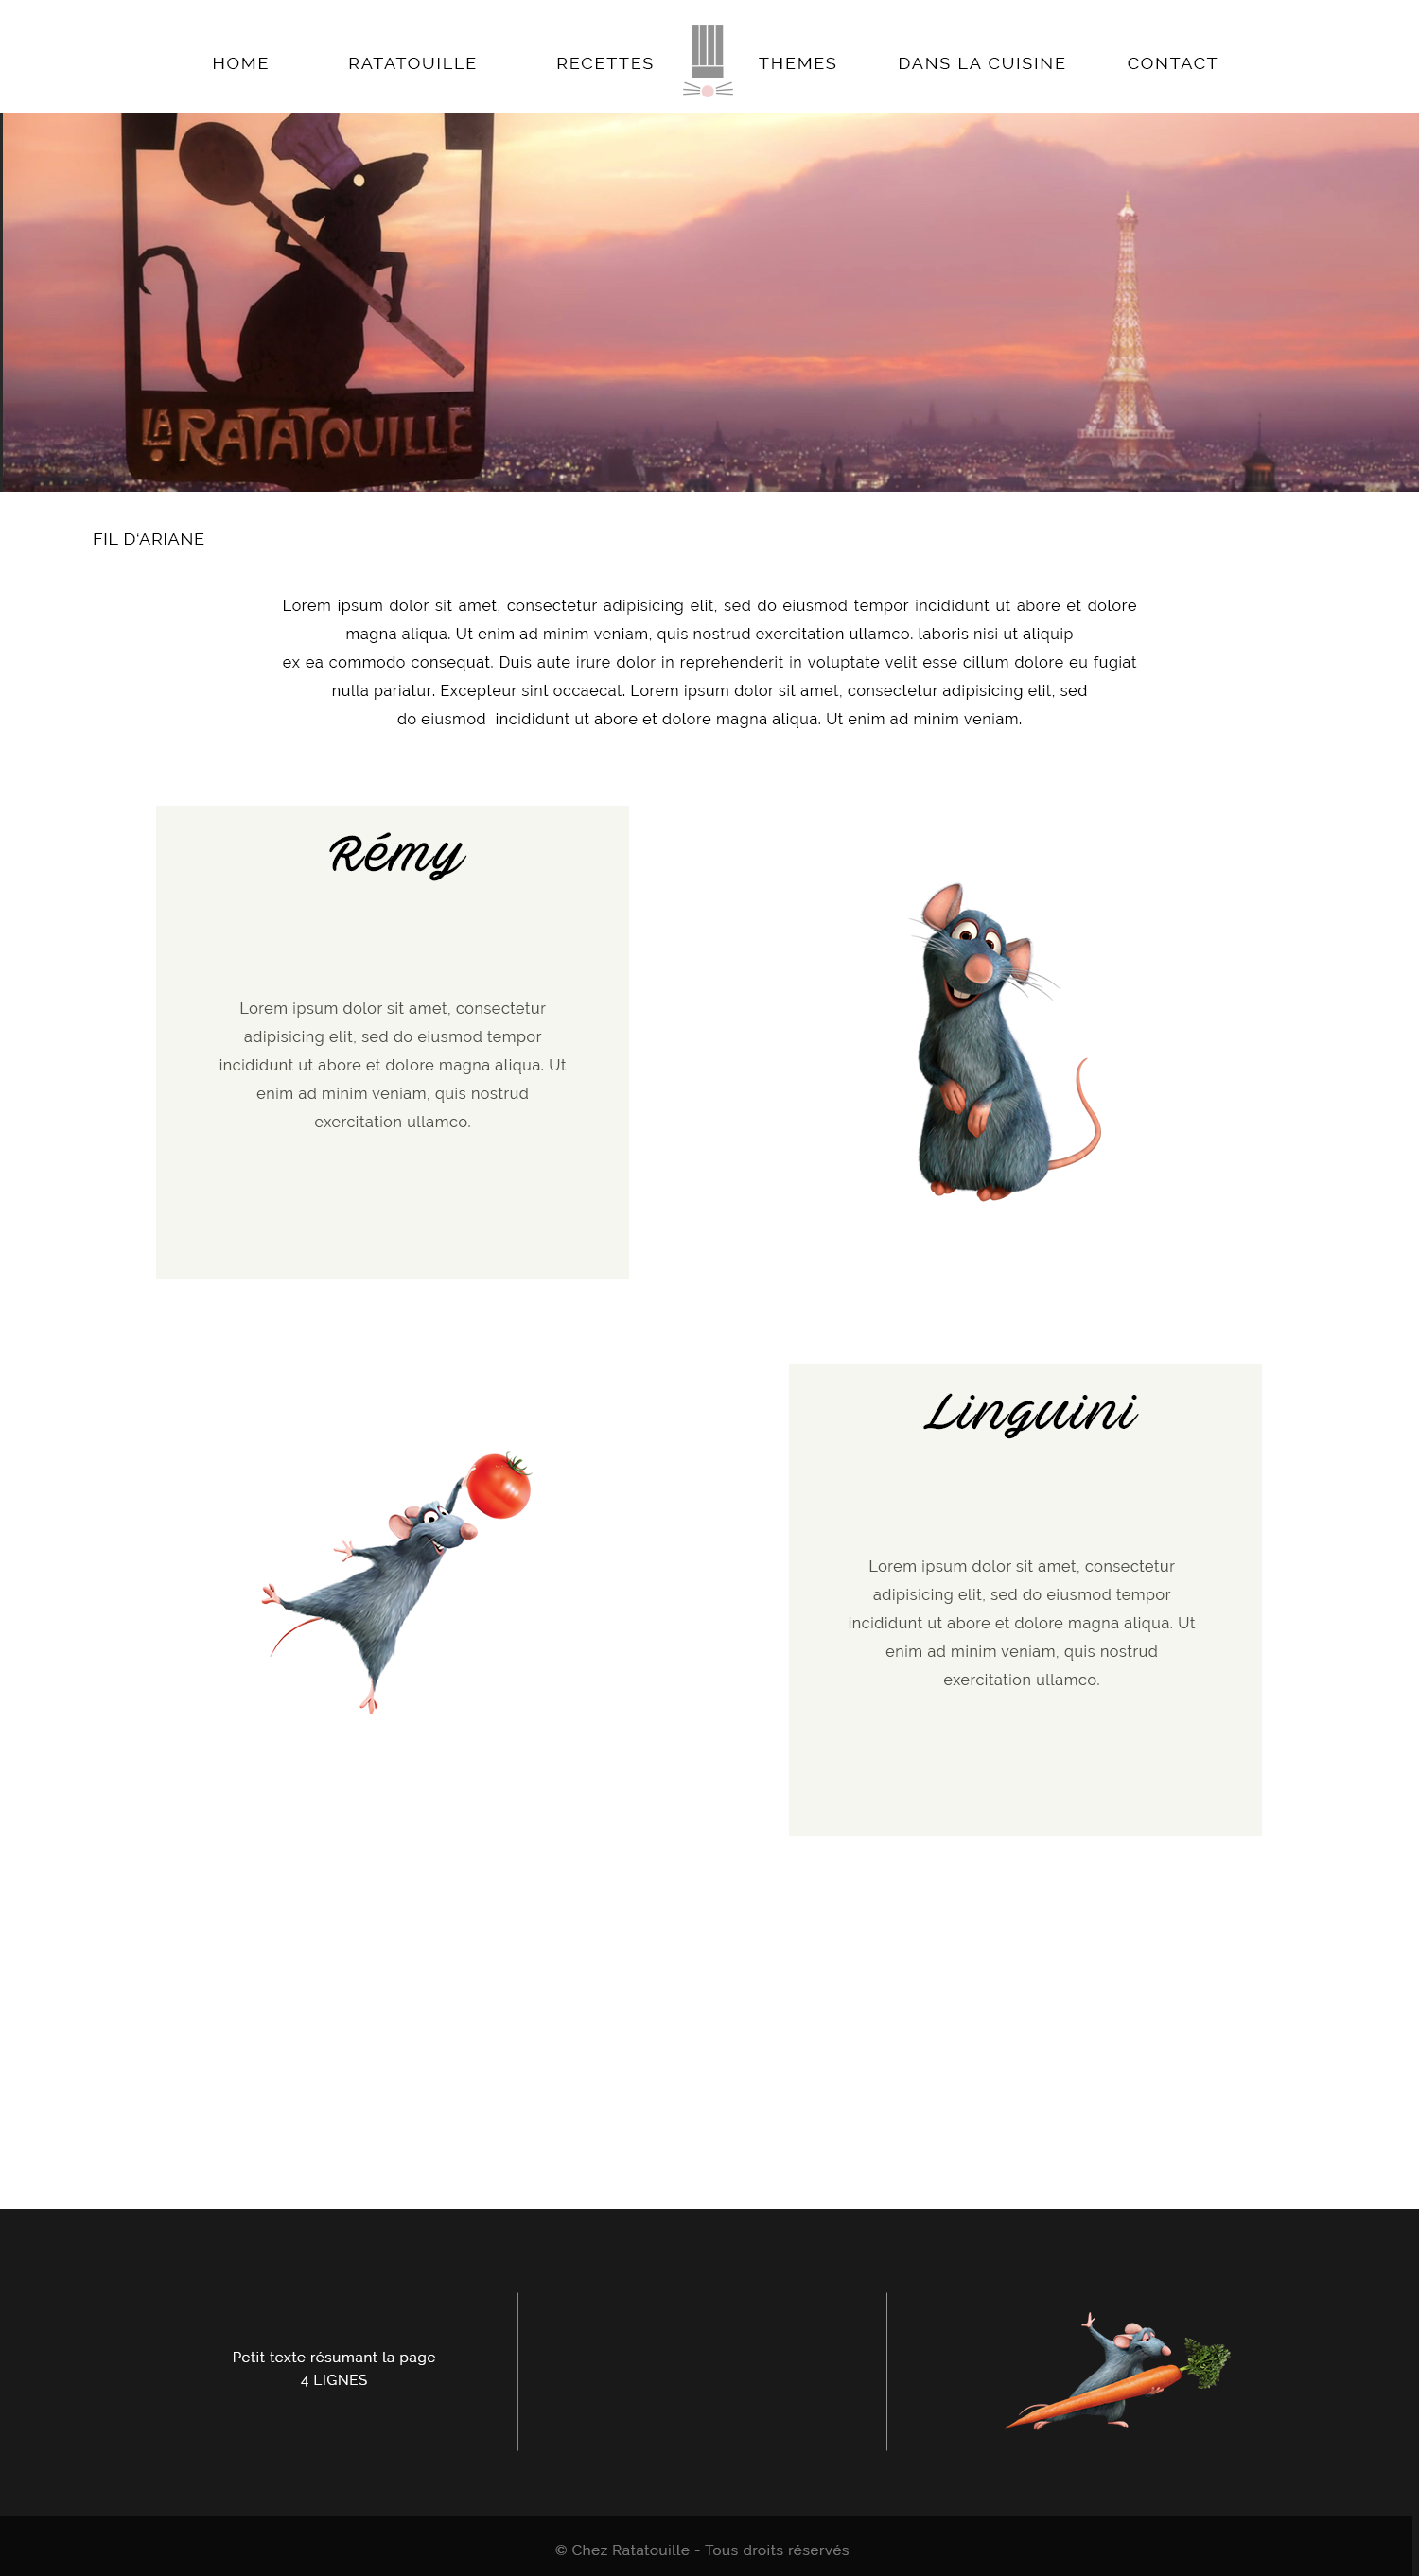 HOME RATATOUILLE RECETTES THEMES DANS LA CUISINE CONTACT
LA RATATOUILLE
FIL D'ARIANE
Lorem ipsum dolor sit amet, consectetur adipisicing elit, sed do eiusmod tempor incididunt ut abore et dolore
magna aliqua. Ut enim ad minim veniam, quis nostrud exercitation ullamco. laboris nisi ut aliquip
ex ea commodo consequat. Duis aute irure dolor in reprehenderit in voluptate velit esse cillum dolore eu fugiat
nulla pariatur. Excepteur sint occaecat. Lorem ipsum dolor sit amet, consectetur adipisicing elit, sed
do eiusmod  incididunt ut abore et dolore magna aliqua. Ut enim ad minim veniam.
Rémy
Lorem ipsum dolor sit amet, consectetur
adipisicing elit, sed do eiusmod tempor
incididunt ut abore et dolore magna aliqua. Ut
enim ad minim veniam, quis nostrud
exercitation ullamco.
Linguini
Lorem ipsum dolor sit amet, consectetur
adipisicing elit, sed do eiusmod tempor
incididunt ut abore et dolore magna aliqua. Ut
enim ad minim veniam, quis nostrud
exercitation ullamco.
Petit texte résumant la page
4 LIGNES
© Chez Ratatouille - Tous droits réservés